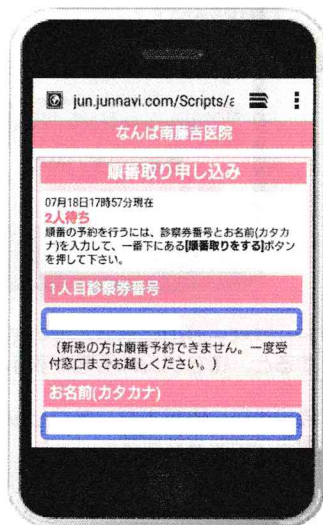 jun.junnavi.com/Scripts/a
なんば南藤吉医院
順番取り申し込み
07月18日17時57分現在
2人待ち
順番の予約を行うには、診察券番号とお名前(カタカ
ナ)を入力して、一番下にある[順番取りをする]ボタン
を押して下さい。
1人目診察券番号
(新患の方は順番予約できません。一度受
付窓口までお越しください。)
お名前(カタカナ)